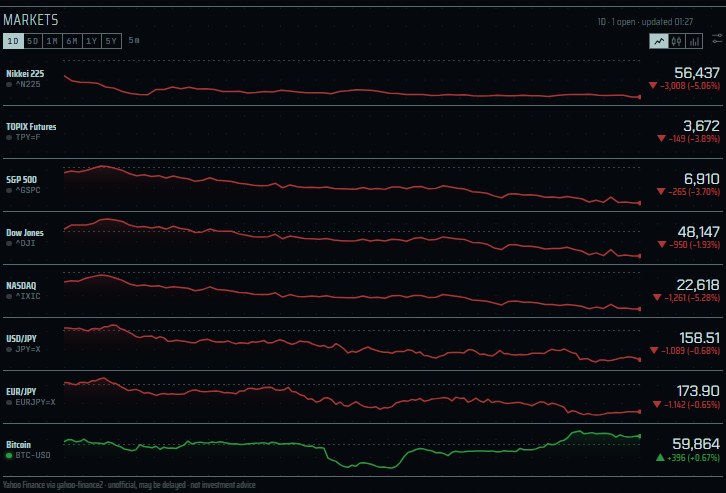 MARKETS
1D · 1 open · updated 01:27
1D 5D 1M 6M 1Y 5Y 5m
Nikkei 225
^N225
56,437
▼ −3,008 (−5.06%)
TOPIX Futures
TPY=F
3,672
▼ −149 (−3.89%)
S&P 500
^GSPC
6,910
▼ −265 (−3.70%)
Dow Jones
^DJI
48,147
▼ −950 (−1.93%)
NASDAQ
^IXIC
22,618
▼ −1,261 (−5.28%)
USD/JPY
JPY=X
158.51
▼ −1.089 (−0.68%)
EUR/JPY
EURJPY=X
173.90
▼ −1.142 (−0.65%)
Bitcoin
BTC-USD
59,864
▲ +396 (+0.67%)
Yahoo Finance via yahoo-finance2 · unofficial, may be delayed · not investment advice